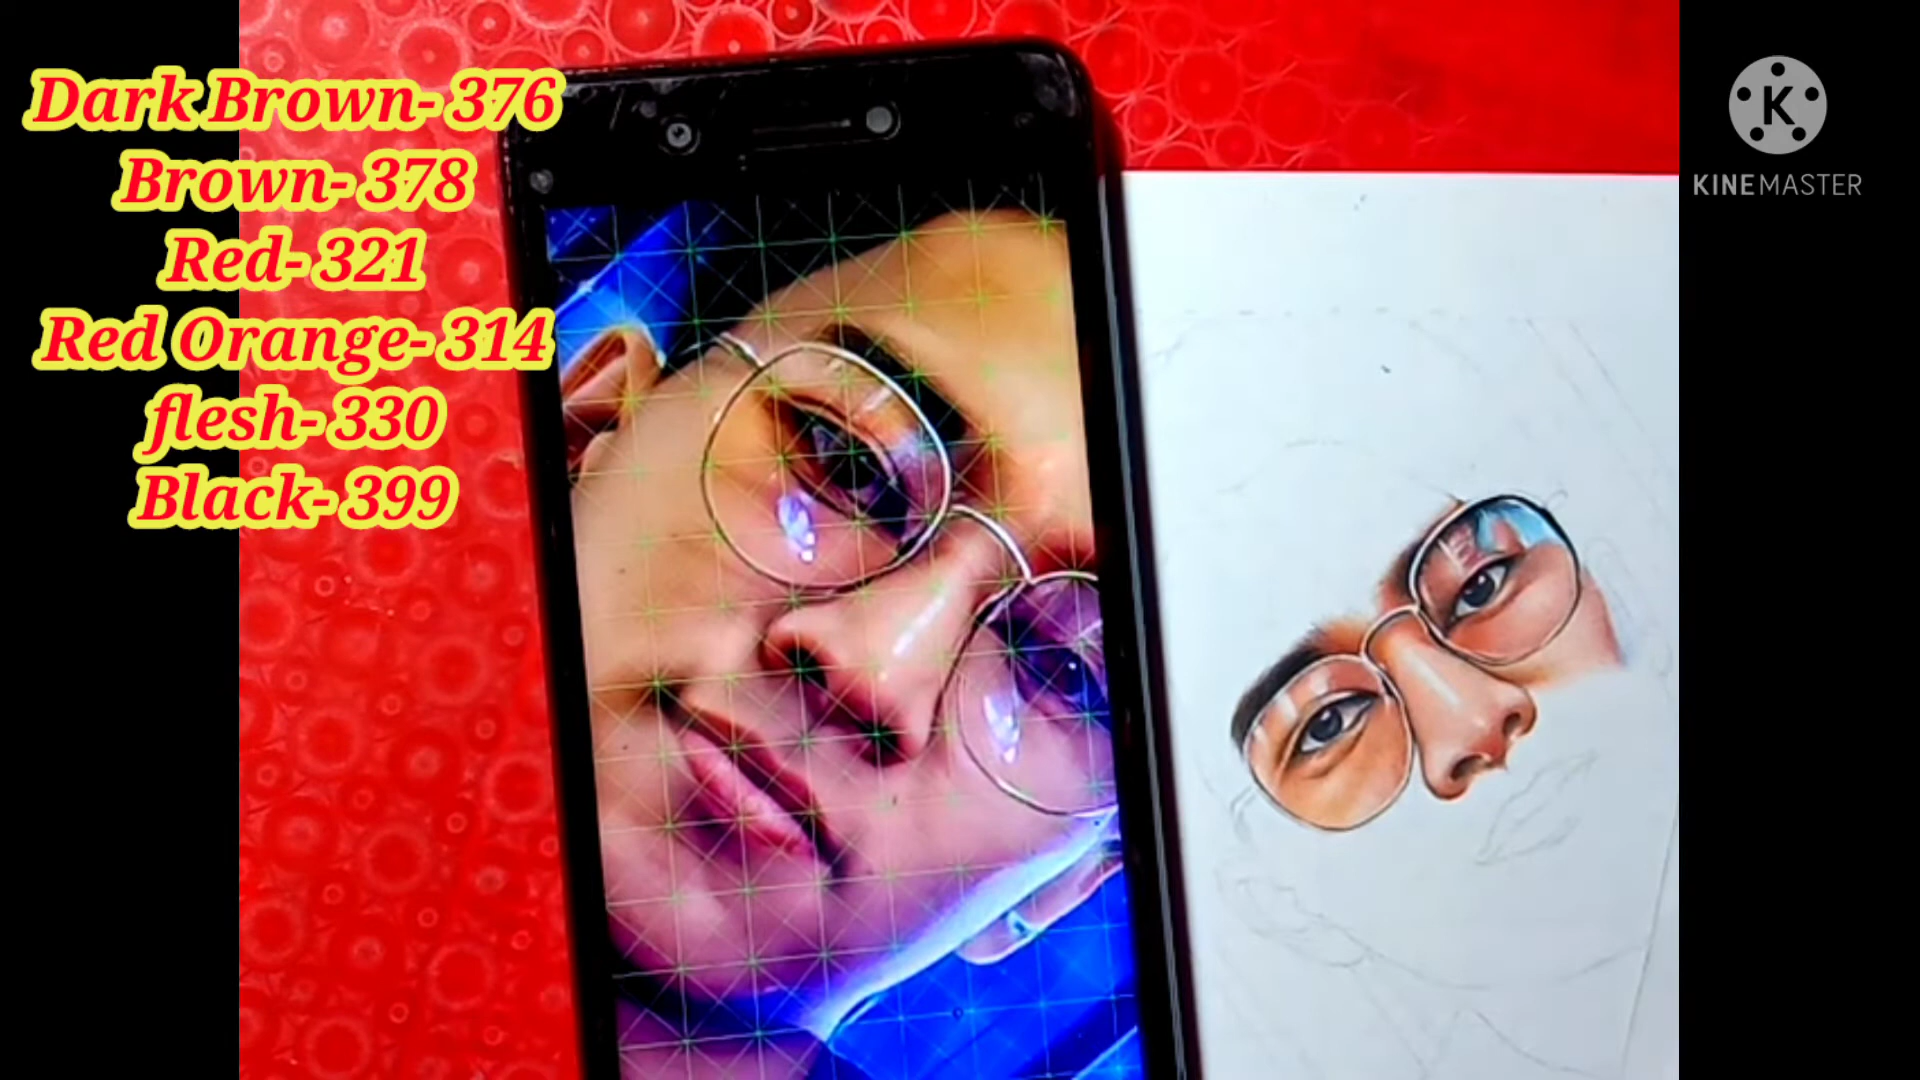 Dark Brown- 376
Brown- 378
Red- 321
Red Orange- 314
flesh- 330
Black- 399
K
KINEMASTER